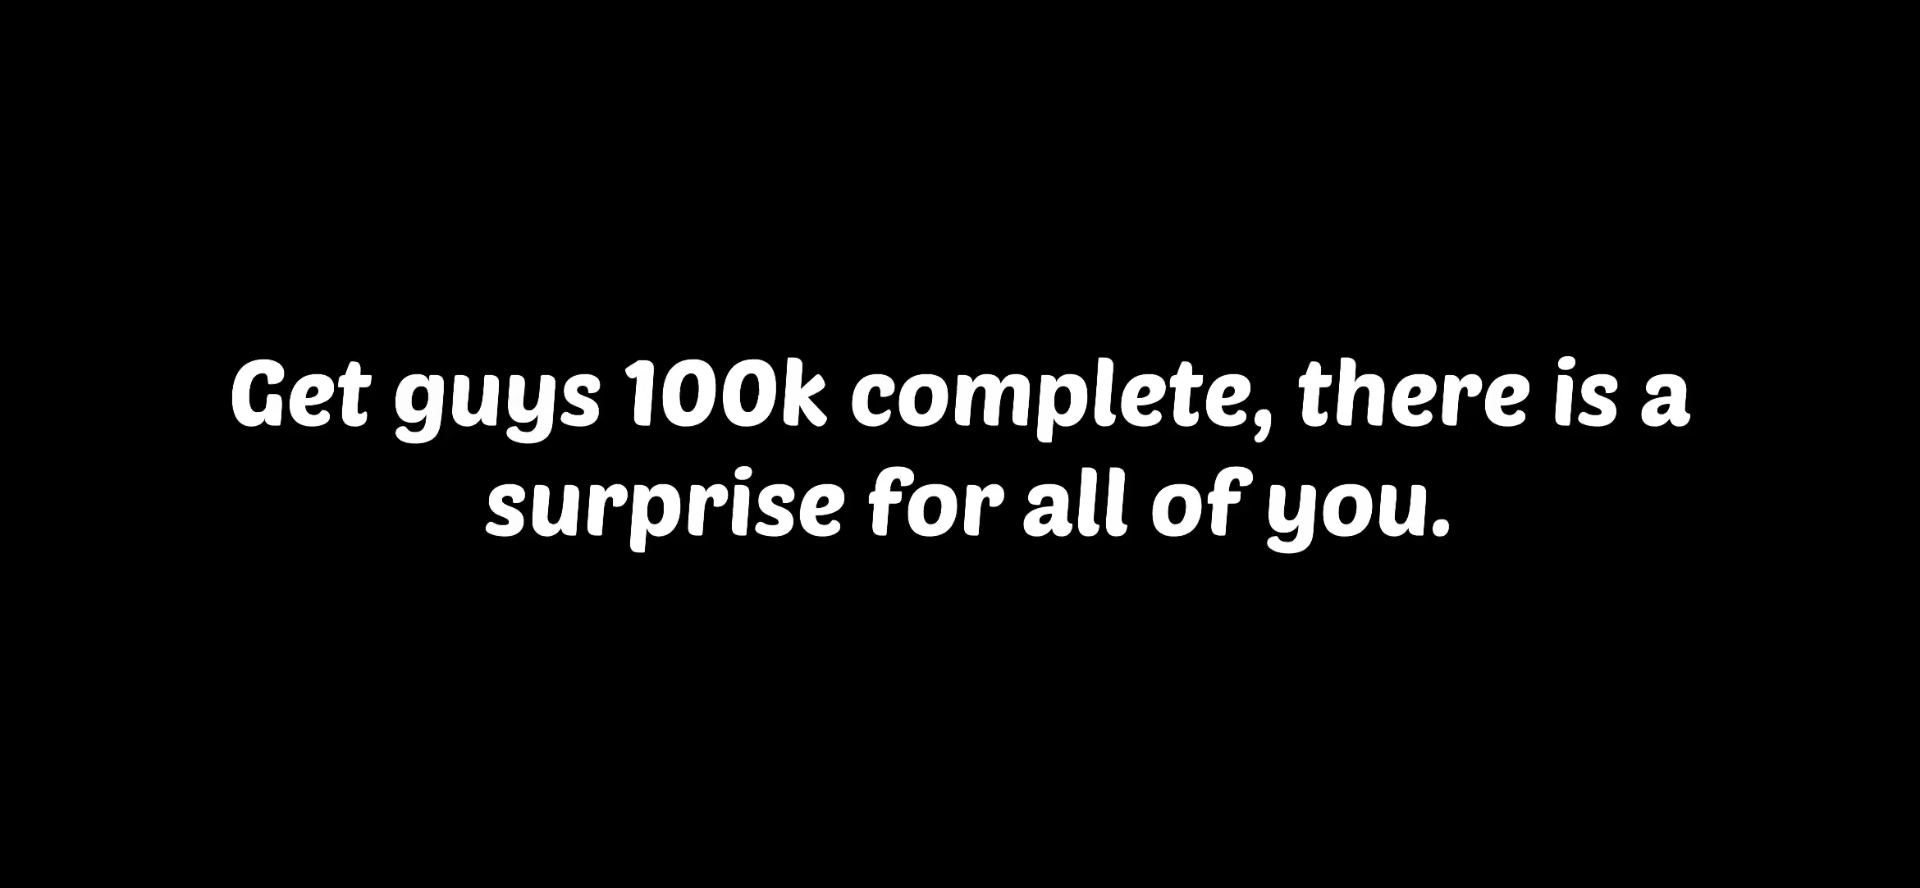 Get guys 100k complete, there is a
surprise for all of you.